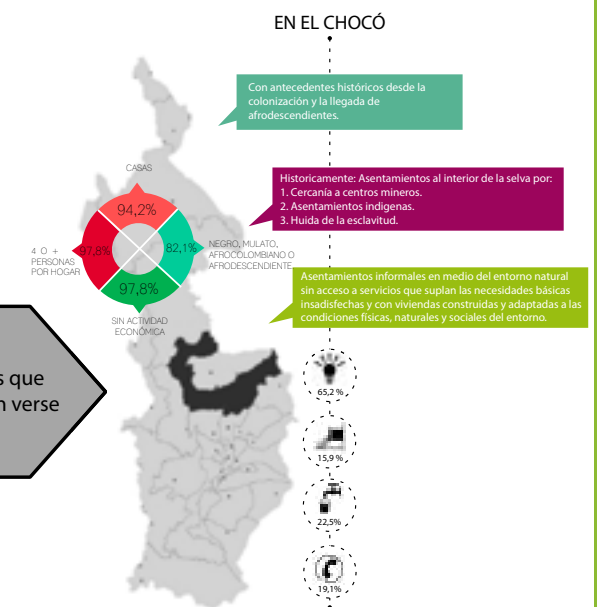 EN EL CHOCÓ
Con antecedentes históricos desde la
colonización y la llegada de
afrodescendientes.
CASAS
94,2%
Historicamente: Asentamientos al interior de la selva por:
1. Cercanía a centros mineros.
2. Asentamientos indigenas.
3. Huida de la esclavitud.
4 O +
PERSONAS
POR HOGAR
97,8%
82,1%
NEGRO, MULATO,
AFROCOLOMBIANO O
AFRODESCENDIENTE
97,8%
SIN ACTIVIDAD
ECONÓMICA
Asentamientos informales en medio del entorno natural
sin acceso a servicios que suplan las necesidades básicas
insadisfechas y con viviendas construidas y adaptadas a las
condiciones físicas, naturales y sociales del entorno.
s que
n verse
65,2 %
15,9 %
22,5%
19,1%